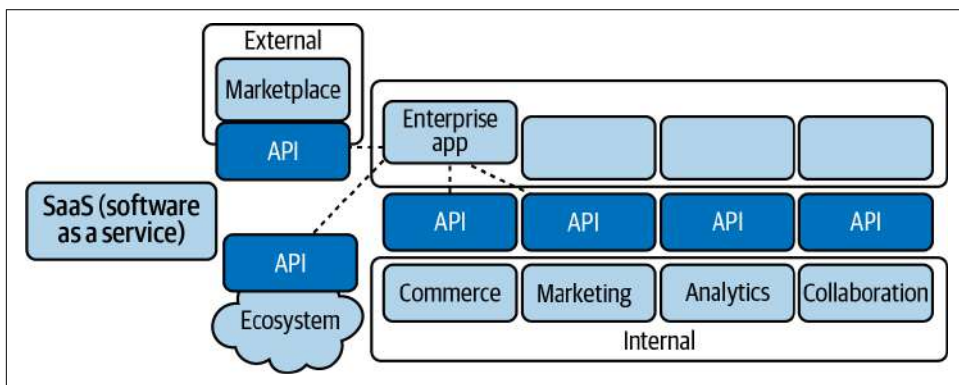 External
Marketplace
API
Enterprise
app
SaaS (software
as a service)
API
API
API
API
API
Ecosystem
Commerce
Marketing
Analytics
Collaboration
Internal